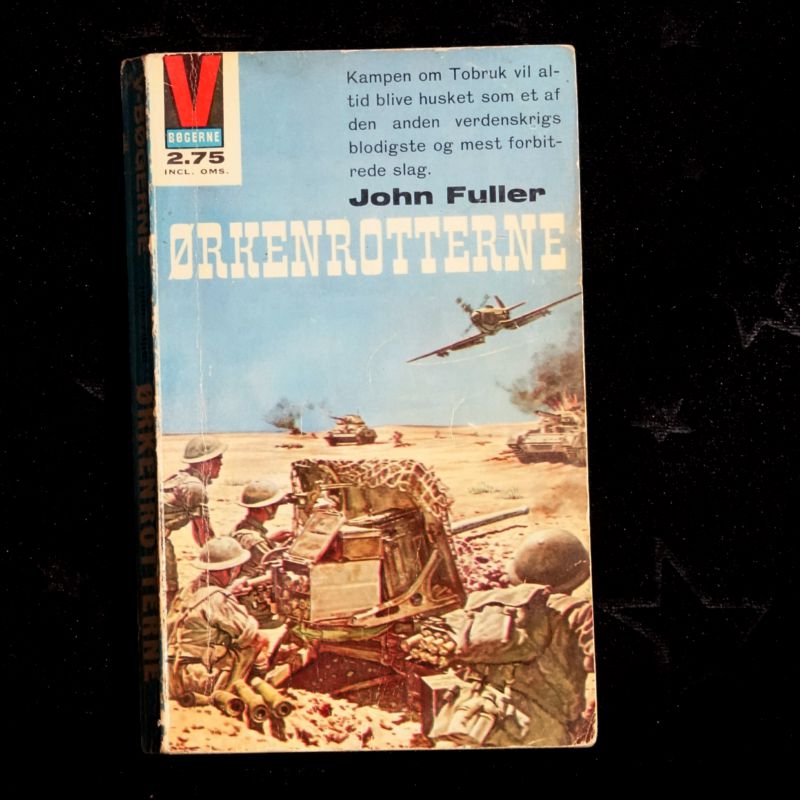 V
BØGERNE
2.75
INCL. OMS.
Kampen om Tobruk vil al-
tid blive husket som et af
den anden verdenskrigs
blodigste og mest forbit-
rede slag.
John Fuller
ØRKENROTTERNE
V-BØGERNE
ØRKENROTTERNE